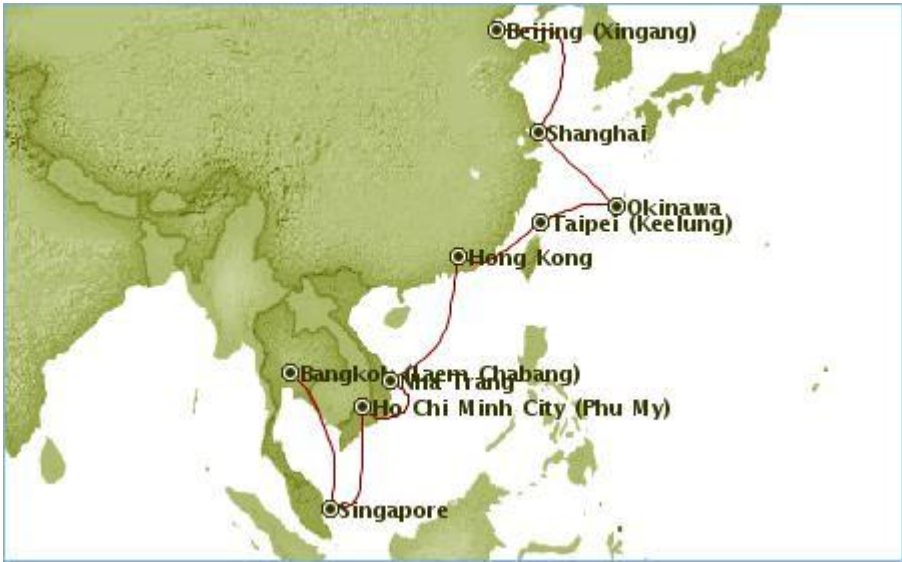 Beijing (Xingang)
Shanghai
Okinawa
Taipei (Keelung)
Hong Kong
Bangkok (Laem Chabang)
Nha Trang
Ho Chi Minh City (Phu My)
Singapore